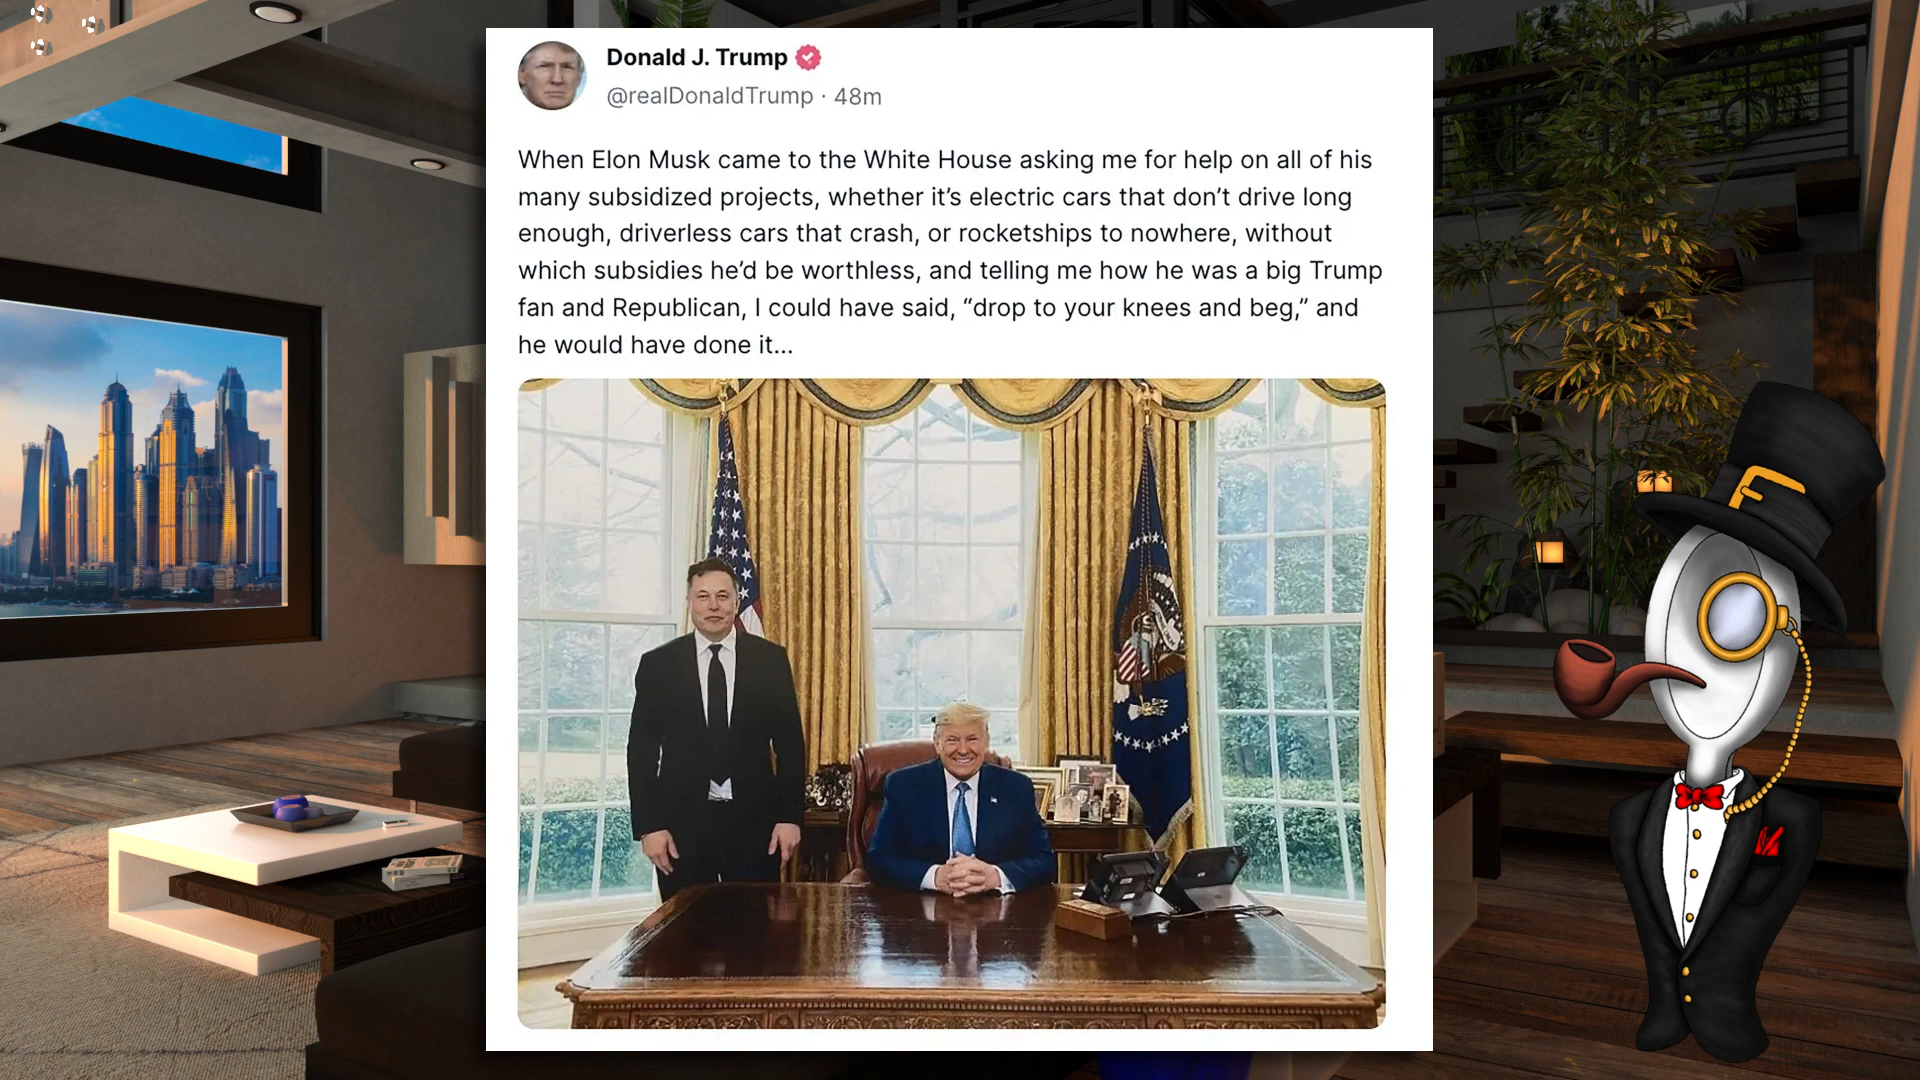 Donald J. Trump
@realDonaldTrump · 48m
When Elon Musk came to the White House asking me for help on all of his
many subsidized projects, whether it’s electric cars that don’t drive long
enough, driverless cars that crash, or rocketships to nowhere, without
which subsidies he’d be worthless, and telling me how he was a big Trump
fan and Republican, I could have said, “drop to your knees and beg,” and
he would have done it...